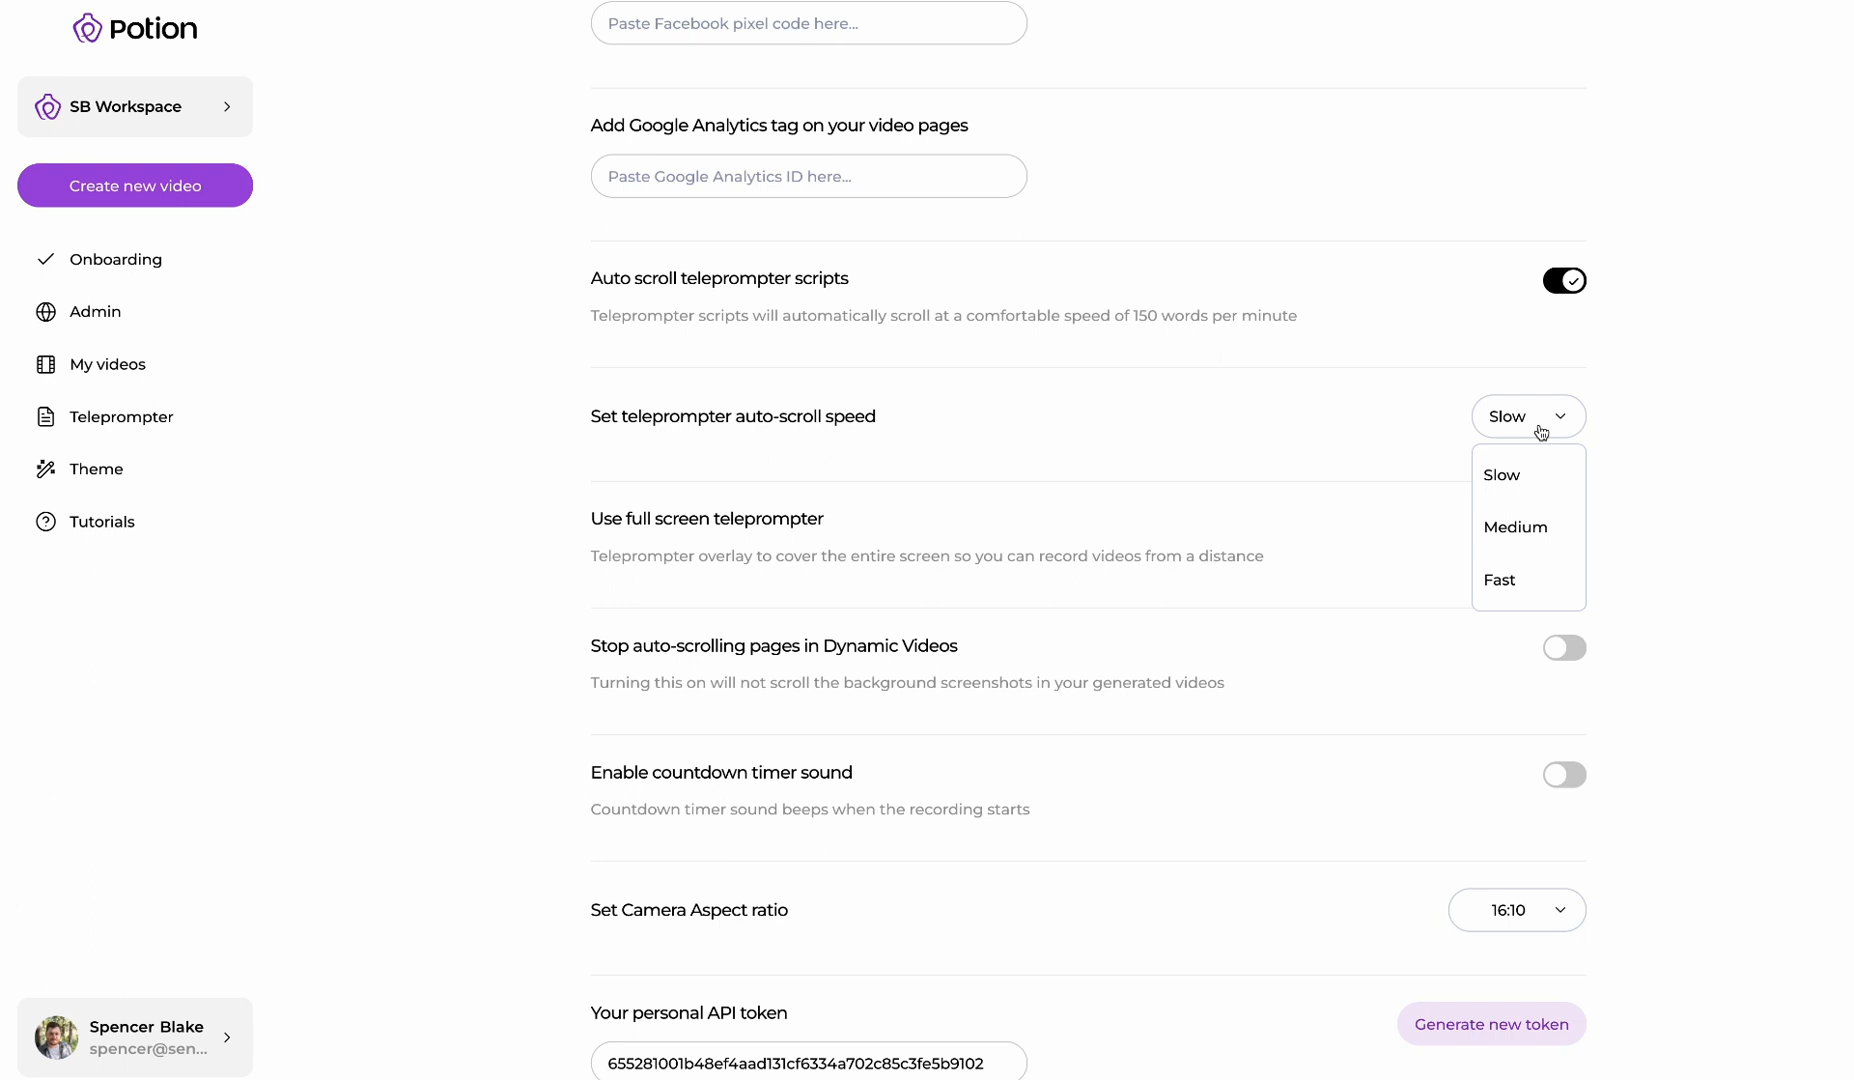 Potion
SB Workspace
Create new video
Onboarding
Admin
My videos
Teleprompter
Theme
Tutorials
Spencer Blake
spencer@sen...
Paste Facebook pixel code here...
Add Google Analytics tag on your video pages
Paste Google Analytics ID here...
Auto scroll teleprompter scripts
Teleprompter scripts will automatically scroll at a comfortable speed of 150 words per minute
Set teleprompter auto-scroll speed
Slow
Slow
Medium
Fast
Use full screen teleprompter
Teleprompter overlay to cover the entire screen so you can record videos from a distance
Stop auto-scrolling pages in Dynamic Videos
Turning this on will not scroll the background screenshots in your generated videos
Enable countdown timer sound
Countdown timer sound beeps when the recording starts
Set Camera Aspect ratio
16:10
Your personal API token
Generate new token
655281001b48ef4aad131cf6334a702c85c3fe5b9102